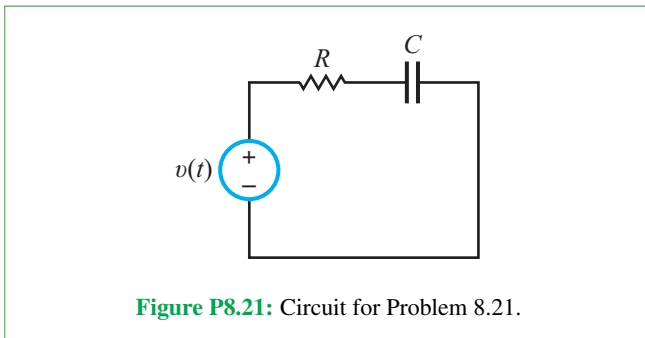 R
C
+
υ(t)
−
Figure P8.21: Circuit for Problem 8.21.